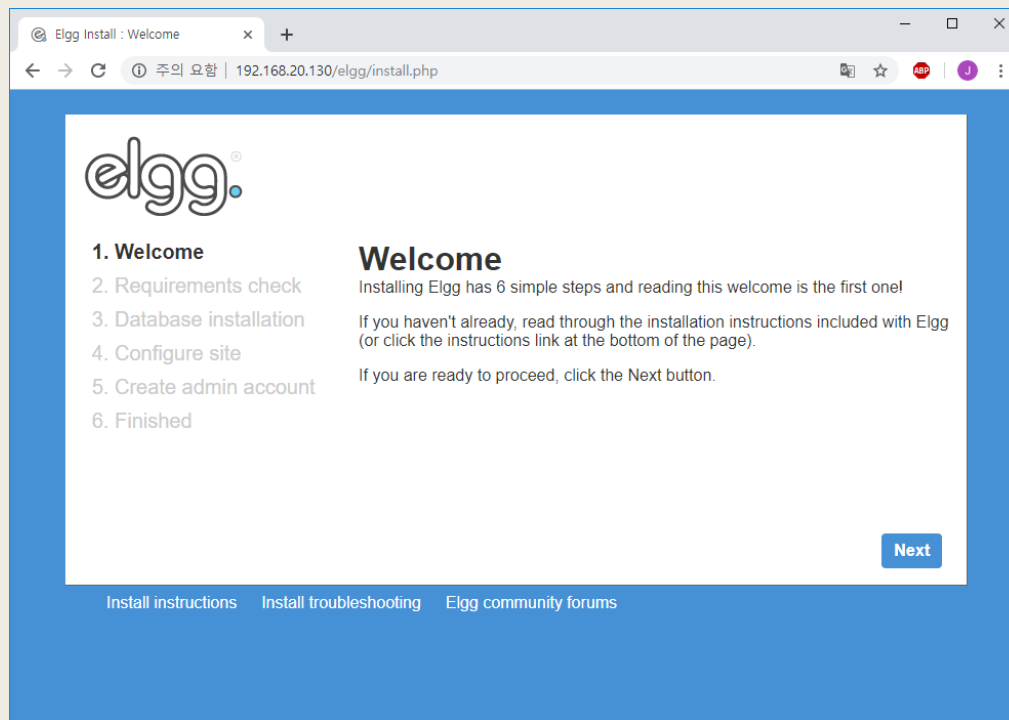 Elgg Install : Welcome
주의 요함 | 192.168.20.130/elgg/install.php
ABP
J
elgg.®
1. Welcome
2. Requirements check
3. Database installation
4. Configure site
5. Create admin account
6. Finished
Welcome
Installing Elgg has 6 simple steps and reading this welcome is the first one!
If you haven't already, read through the installation instructions included with Elgg
(or click the instructions link at the bottom of the page).
If you are ready to proceed, click the Next button.
Next
Install instructions Install troubleshooting Elgg community forums